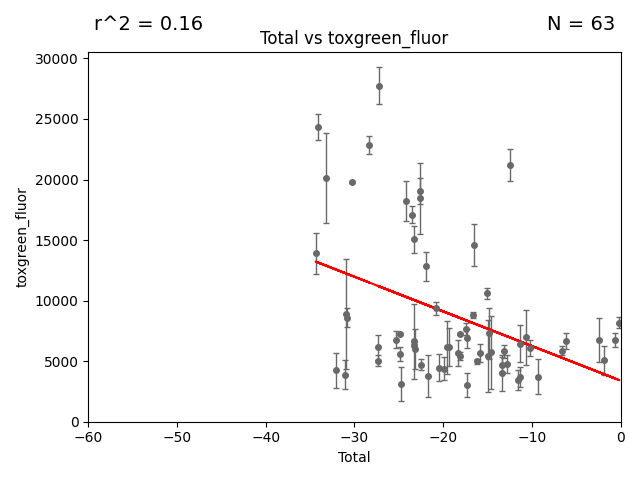 r^2 = 0.16
N = 63
Total vs toxgreen_fluor
30000
25000
20000
15000
10000
5000
0
toxgreen_fluor
−60
−50
−40
−30
−20
−10
0
Total